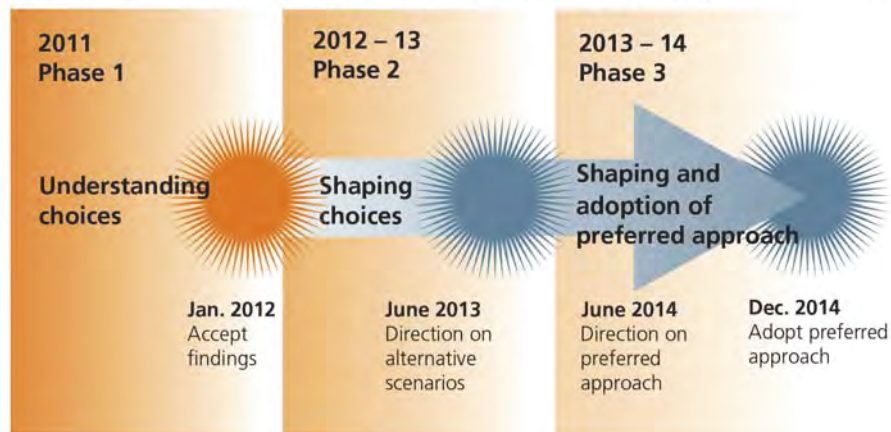 2011
Phase 1
2012 – 13
Phase 2
2013 – 14
Phase 3
Understanding
choices
Shaping
choices
Shaping and
adoption of
preferred approach
Jan. 2012
Accept
findings
June 2013
Direction on
alternative
scenarios
June 2014
Direction on
preferred
approach
Dec. 2014
Adopt preferred
approach